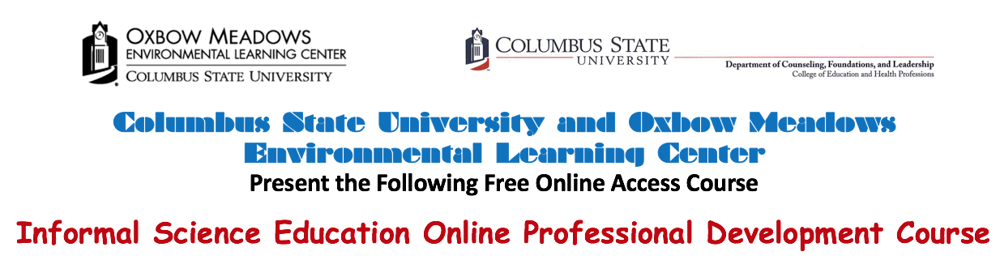 OXBOW MEADOWS
ENVIRONMENTAL LEARNING CENTER
COLUMBUS STATE UNIVERSITY
COLUMBUS STATE
UNIVERSITY
Department of Counseling, Foundations, and Leadership
College of Education and Health Professions
Columbus State University and Oxbow Meadows
Environmental Learning Center
Present the Following Free Online Access Course
Informal Science Education Online Professional Development Course